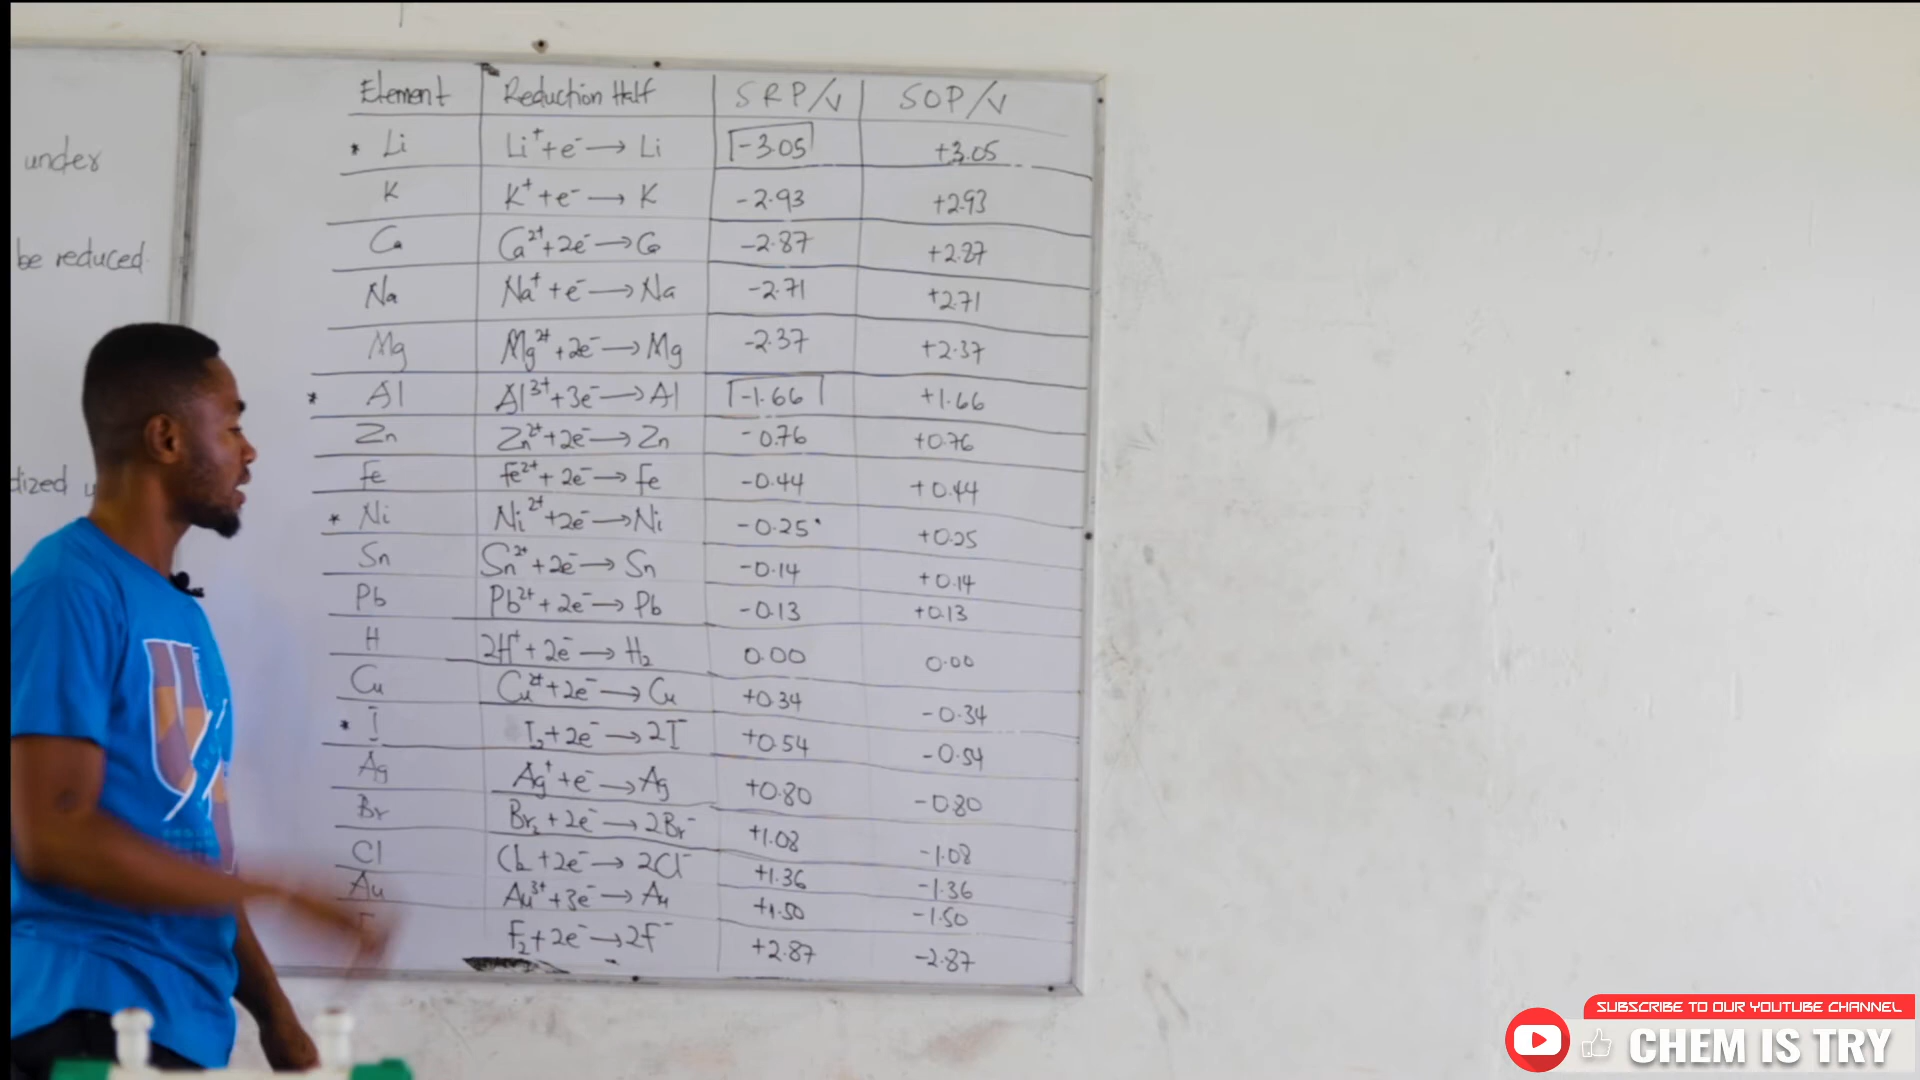 under
be reduced.
dized u
Element Reduction Half SRP/v SOP/v
* Li Li⁺+e⁻ → Li -3.05 +3.05
K K⁺+e⁻ → K -2.93 +2.93
Ca Ca²⁺+2e⁻ → Ca -2.87 +2.87
Na Na⁺+e⁻ → Na -2.71 +2.71
Mg Mg²⁺+2e⁻ → Mg -2.37 +2.37
* Al Al³⁺+3e⁻ → Al -1.66 +1.66
Zn Zn²⁺+2e⁻ → Zn -0.76 +0.76
Fe Fe²⁺+2e⁻ → Fe -0.44 +0.44
* Ni Ni²⁺+2e⁻ → Ni -0.25 +0.25
Sn Sn²⁺+2e⁻ → Sn -0.14 +0.14
Pb Pb²⁺+2e⁻ → Pb -0.13 +0.13
H 2H⁺+2e⁻ → H₂ 0.00 0.00
Cu Cu²⁺+2e⁻ → Cu +0.34 -0.34
* I I₂+2e⁻ → 2I⁻ +0.54 -0.54
Ag Ag⁺+e⁻ → Ag +0.80 -0.80
Br Br₂+2e⁻ → 2Br⁻ +1.08 -1.08
Cl Cl₂+2e⁻ → 2Cl⁻ +1.36 -1.36
Au Au³⁺+3e⁻ → Au +1.50 -1.50
F₂+2e⁻ → 2F⁻ +2.87 -2.87
SUBSCRIBE TO OUR YOUTUBE CHANNEL
CHEM IS TRY